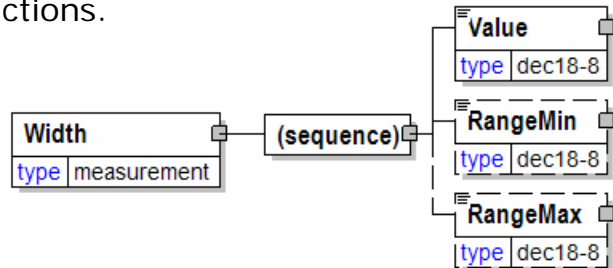 ctions.
Value
type dec18-8
Width
type measurement
(sequence)
RangeMin
type dec18-8
RangeMax
type dec18-8